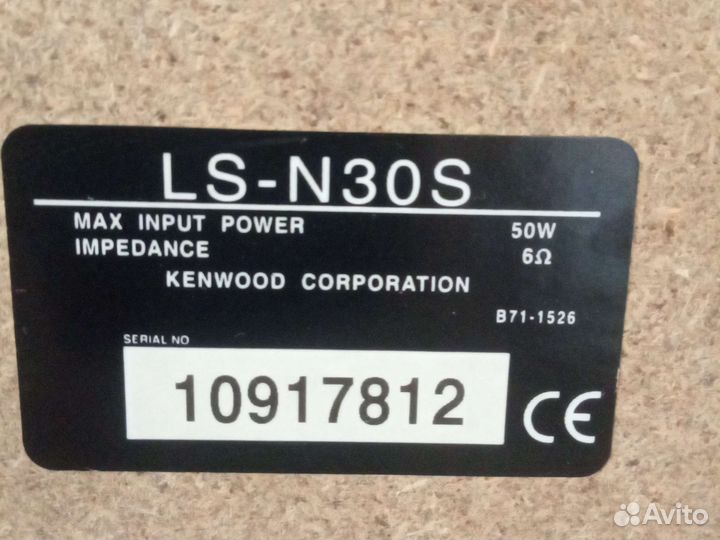 LS-N30S
MAX INPUT POWER 50W
IMPEDANCE 6Ω
KENWOOD CORPORATION
B71-1526
SERIAL NO
10917812
CE
Avito